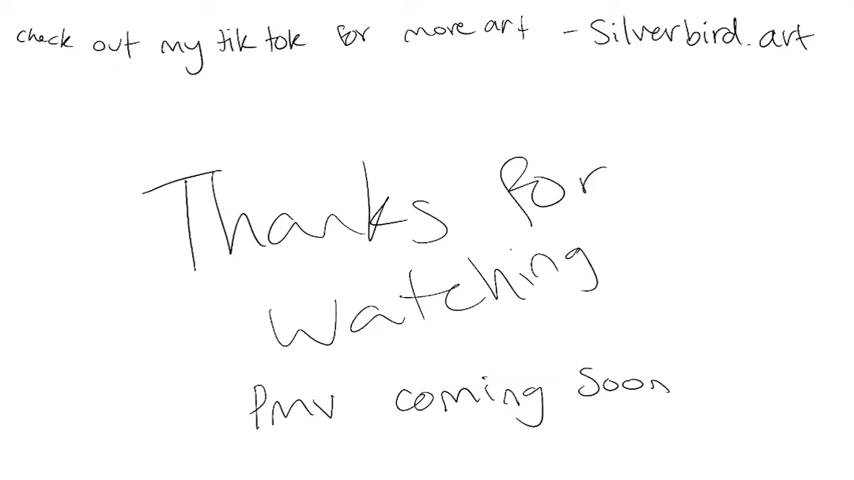 check out my tik tok for more art - Silverbird.art
Thanks for
watching
Pmv coming soon